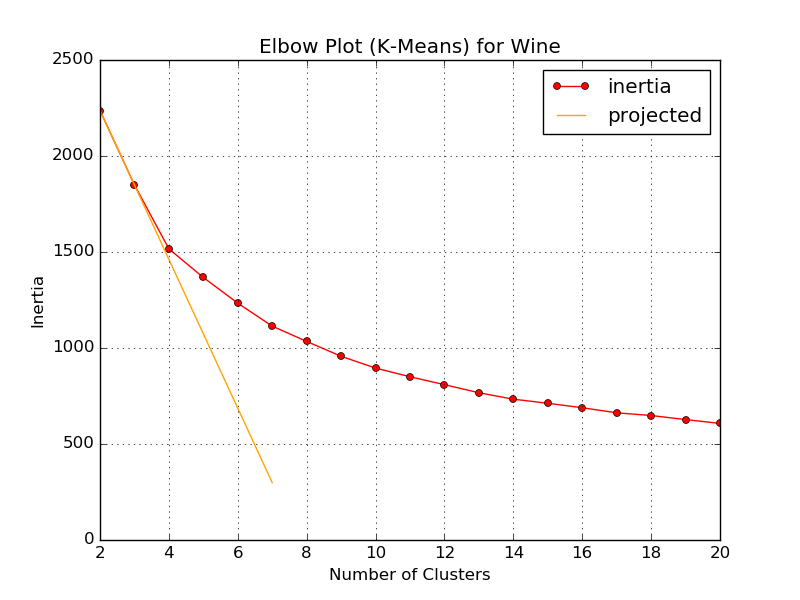 Elbow Plot (K-Means) for Wine
inertia
projected
2500
2000
1500
1000
500
0
Inertia
2 4 6 8 10 12 14 16 18 20
Number of Clusters